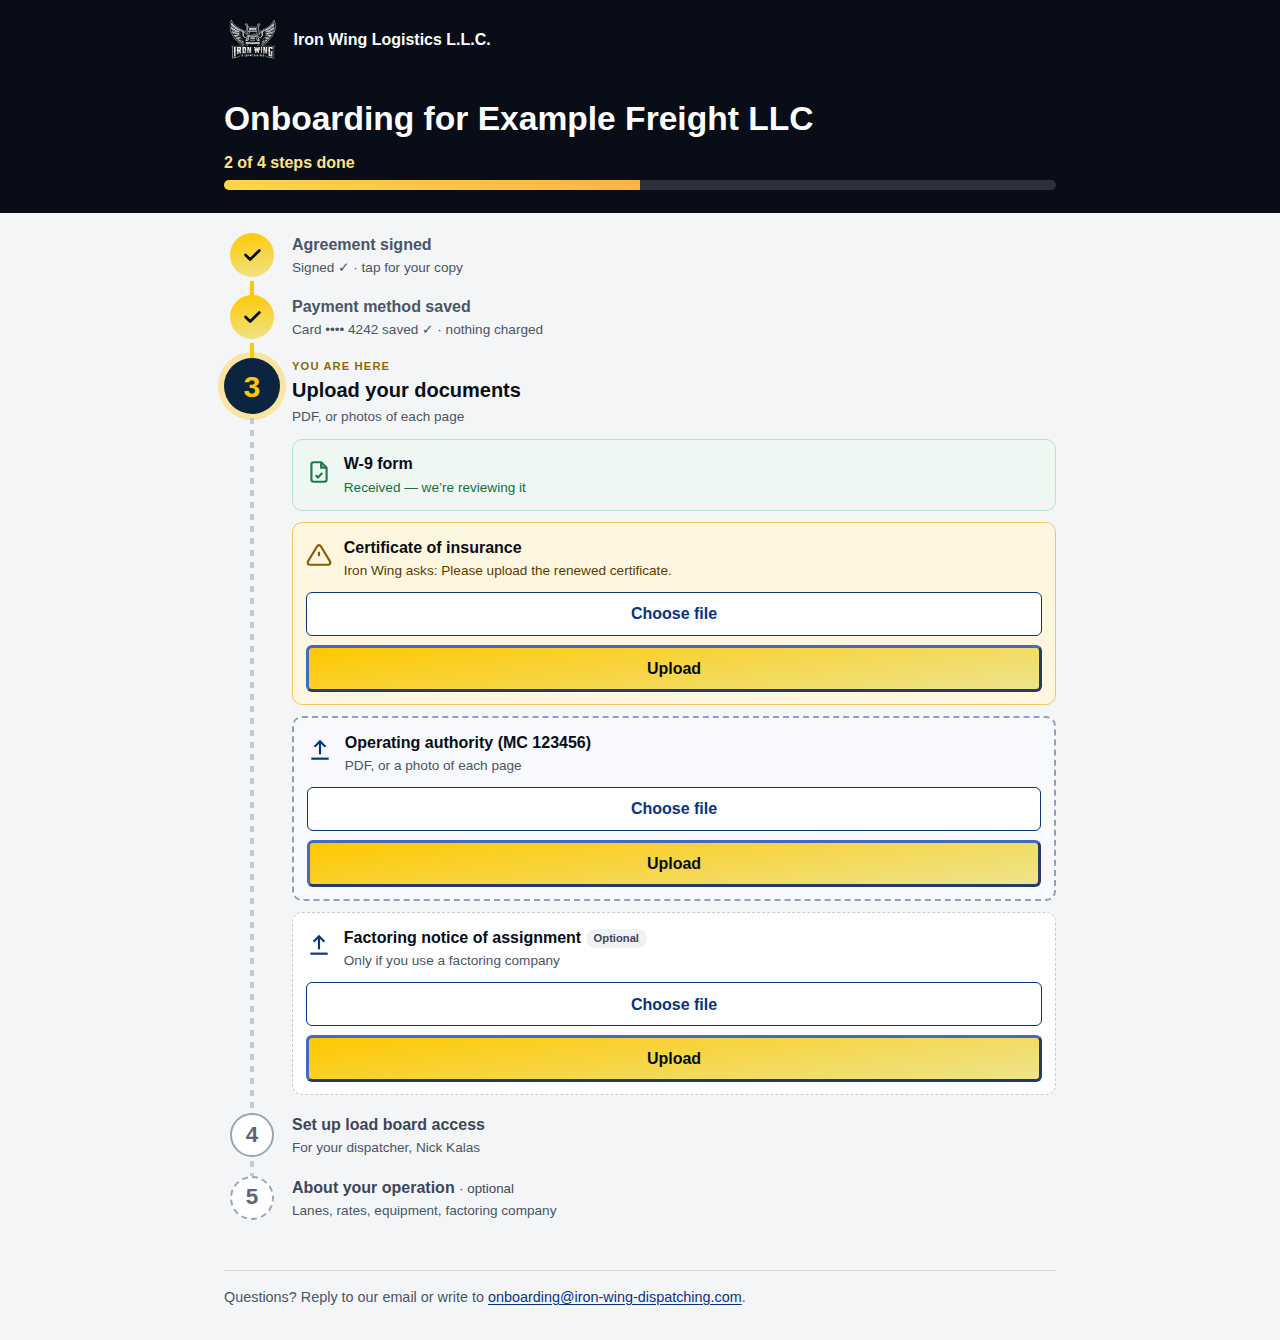 IRON WING
Iron Wing Logistics L.L.C.
Onboarding for Example Freight LLC
2 of 4 steps done
Agreement signed
Signed ✓ · tap for your copy
Payment method saved
Card •••• 4242 saved ✓ · nothing charged
3
YOU ARE HERE
Upload your documents
PDF, or photos of each page
W-9 form
Received — we’re reviewing it
Certificate of insurance
Iron Wing asks: Please upload the renewed certificate.
Choose file
Upload
Operating authority (MC 123456)
PDF, or a photo of each page
Choose file
Upload
Factoring notice of assignment Optional
Only if you use a factoring company
Choose file
Upload
4
Set up load board access
For your dispatcher, Nick Kalas
5
About your operation · optional
Lanes, rates, equipment, factoring company
Questions? Reply to our email or write to onboarding@iron-wing-dispatching.com.